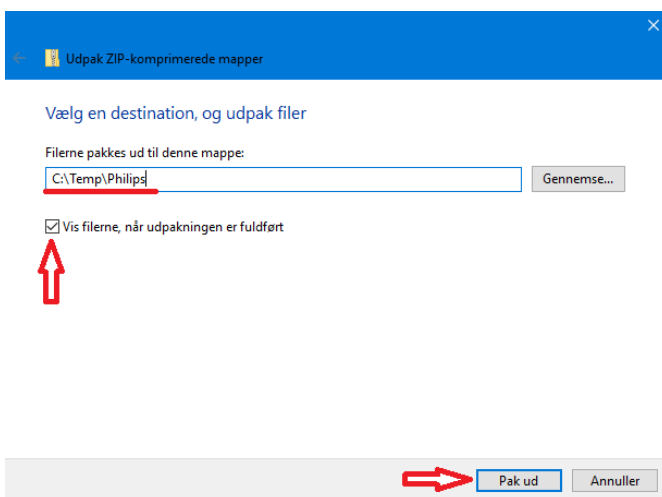 Udpak ZIP-komprimerede mapper
Vælg en destination, og udpak filer
Filerne pakkes ud til denne mappe:
C:\Temp\Philips
Gennemse...
Vis filerne, når udpakningen er fuldført
Pak ud
Annuller